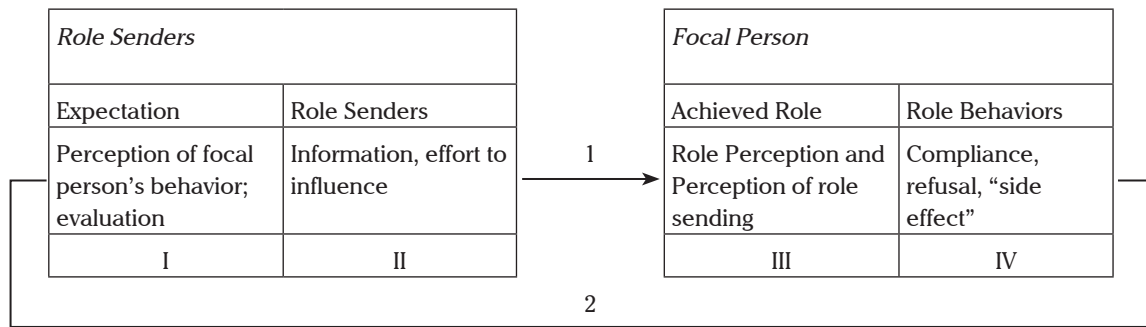 Role Senders
Expectation
Role Senders
Perception of focal
person's behavior;
evaluation
Information, effort to
influence
I
II
1
Focal Person
Achieved Role
Role Behaviors
Role Perception and
Perception of role
sending
Compliance,
refusal, “side
effect”
III
IV
2